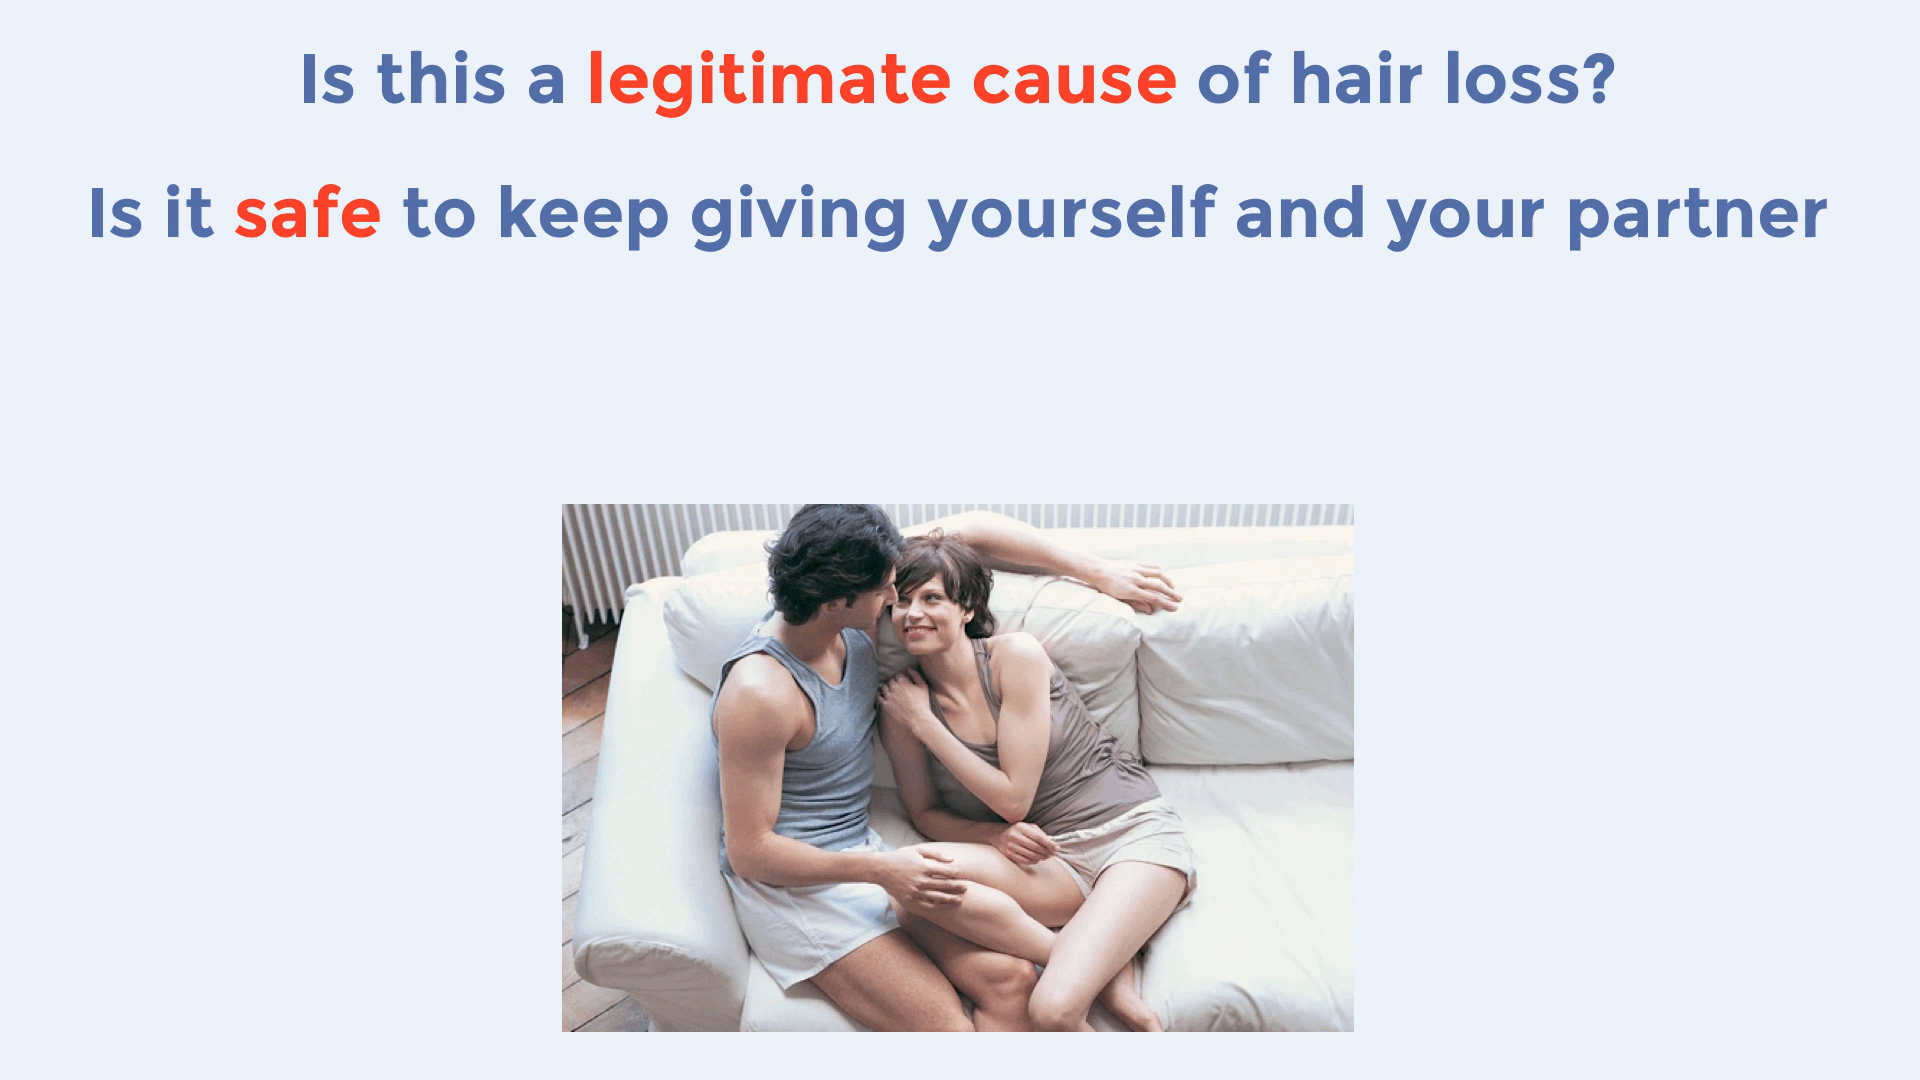 Is this a legitimate cause of hair loss?
Is it safe to keep giving yourself and your partner